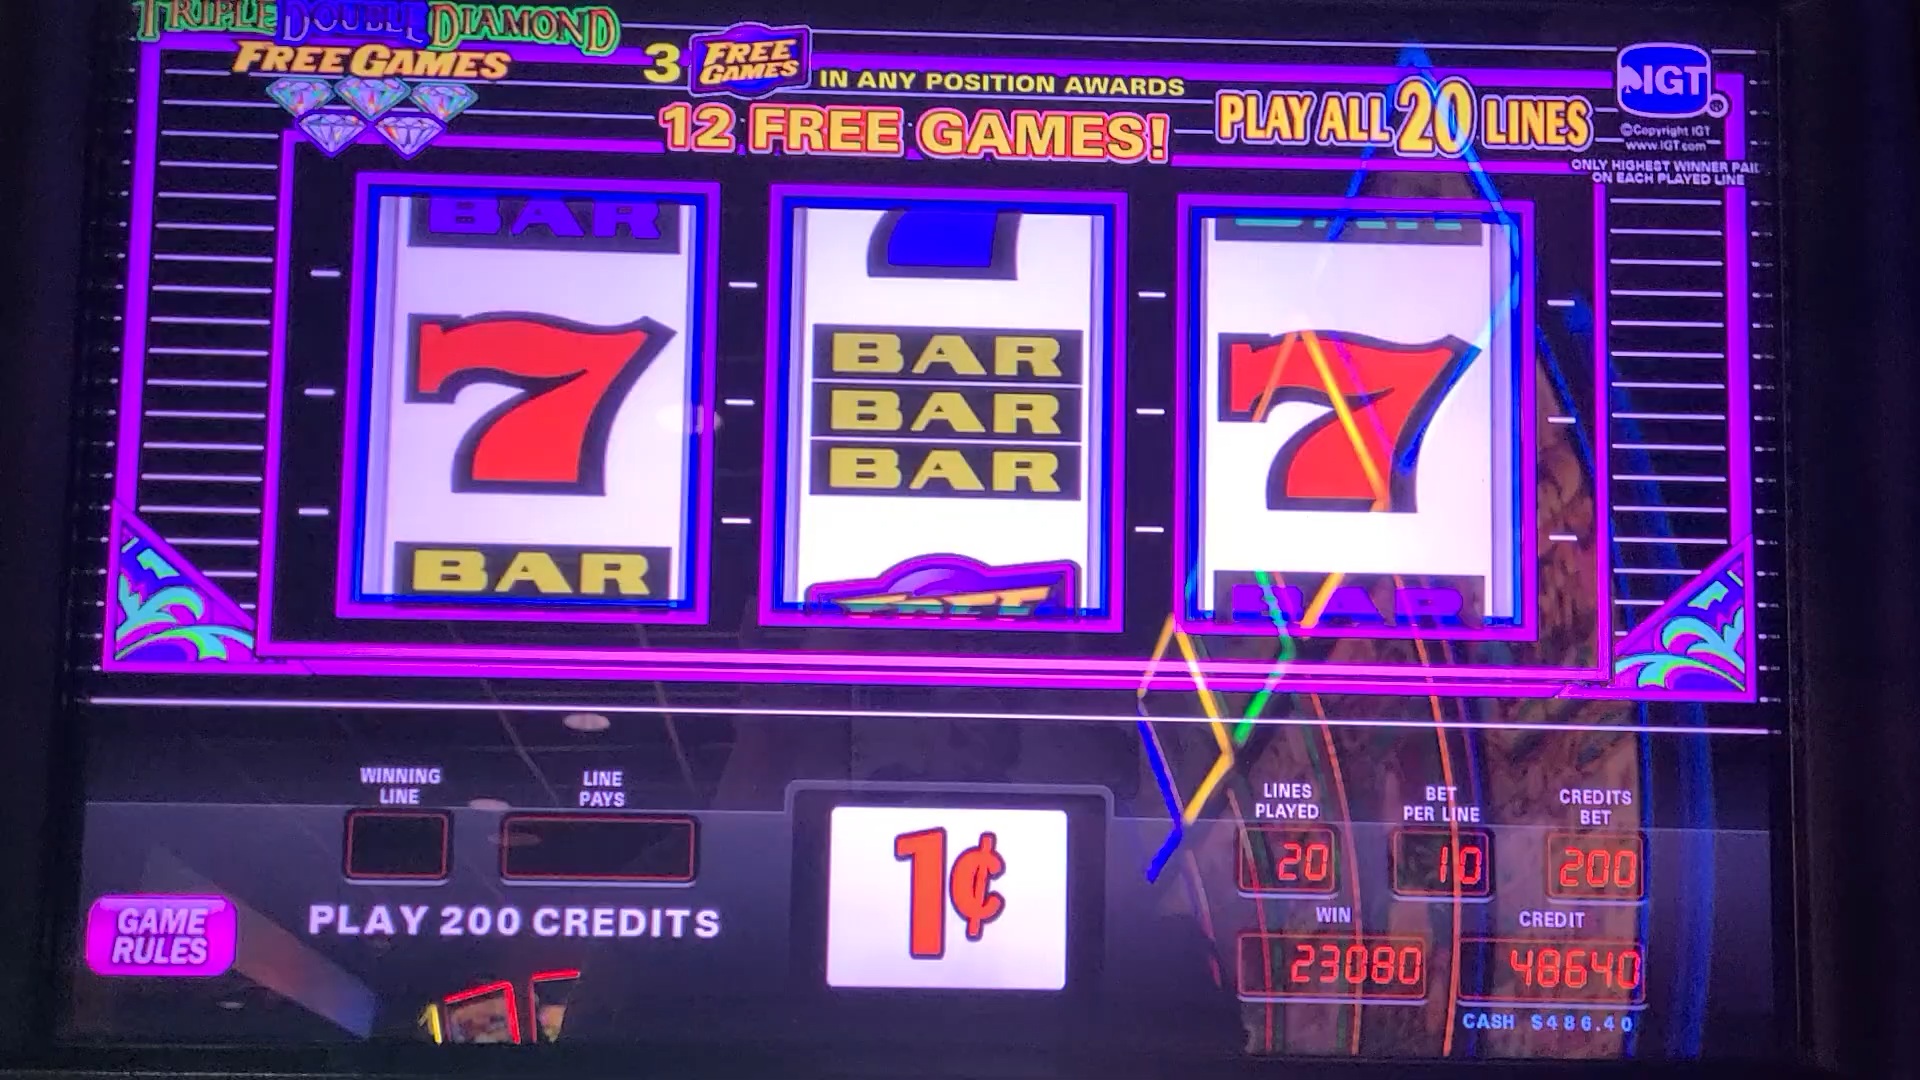 TRIPLE DOUBLE DIAMOND
FREE GAMES
3 FREE GAMES IN ANY POSITION AWARDS
12 FREE GAMES!
PLAY ALL 20 LINES
IGT
©Copyright IGT
www.IGT.com
ONLY HIGHEST WINNER PAID
ON EACH PLAYED LINE
BAR
7
BAR
BAR
BAR
BAR
FREE
BAR
7
BAR
WINNING
LINE
LINE
PAYS
GAME
RULES
PLAY 200 CREDITS
1¢
LINES
PLAYED
20
BET
PER LINE
10
CREDITS
BET
200
WIN
23080
CREDIT
48640
CASH $486.40